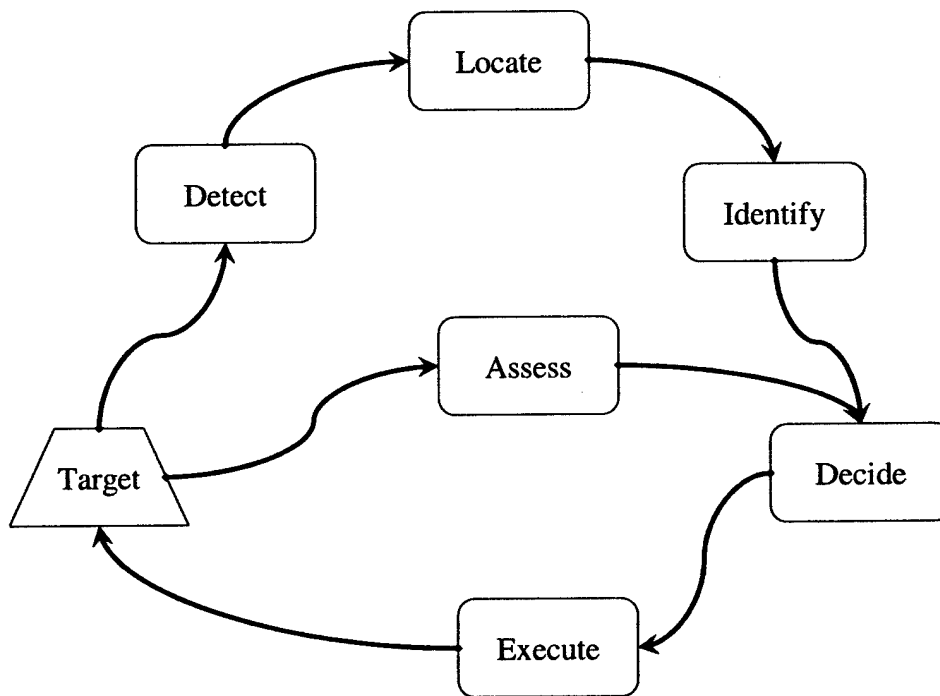 Locate
Detect
Identify
Assess
Target
Decide
Execute